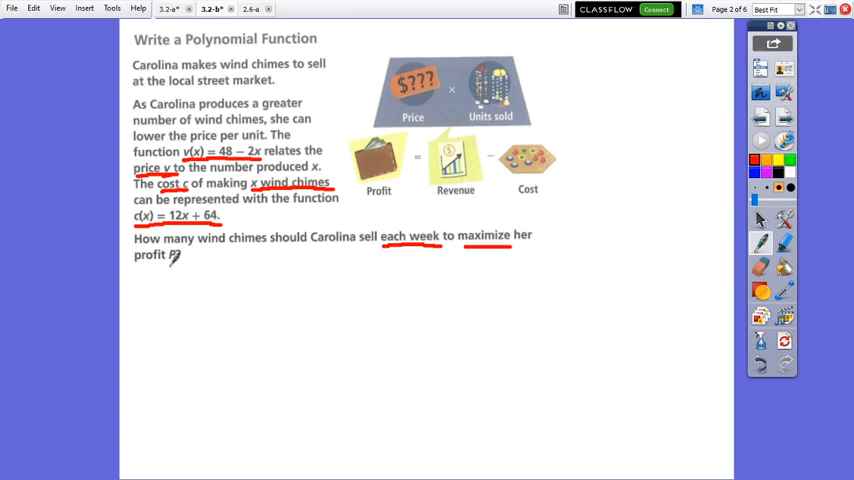 File Edit View Insert Tools Help 3.2-a* 3.2-b* 2.6-a CLASSFLOW Connect Page 2 of 6 Best Fit
Write a Polynomial Function
Carolina makes wind chimes to sell
at the local street market.
As Carolina produces a greater
number of wind chimes, she can
lower the price per unit. The
function v(x) = 48 − 2x relates the
price v to the number produced x.
The cost c of making x wind chimes
can be represented with the function
c(x) = 12x + 64.
$???
×
Price Units sold
= −
Profit Revenue Cost
How many wind chimes should Carolina sell each week to maximize her
profit P?